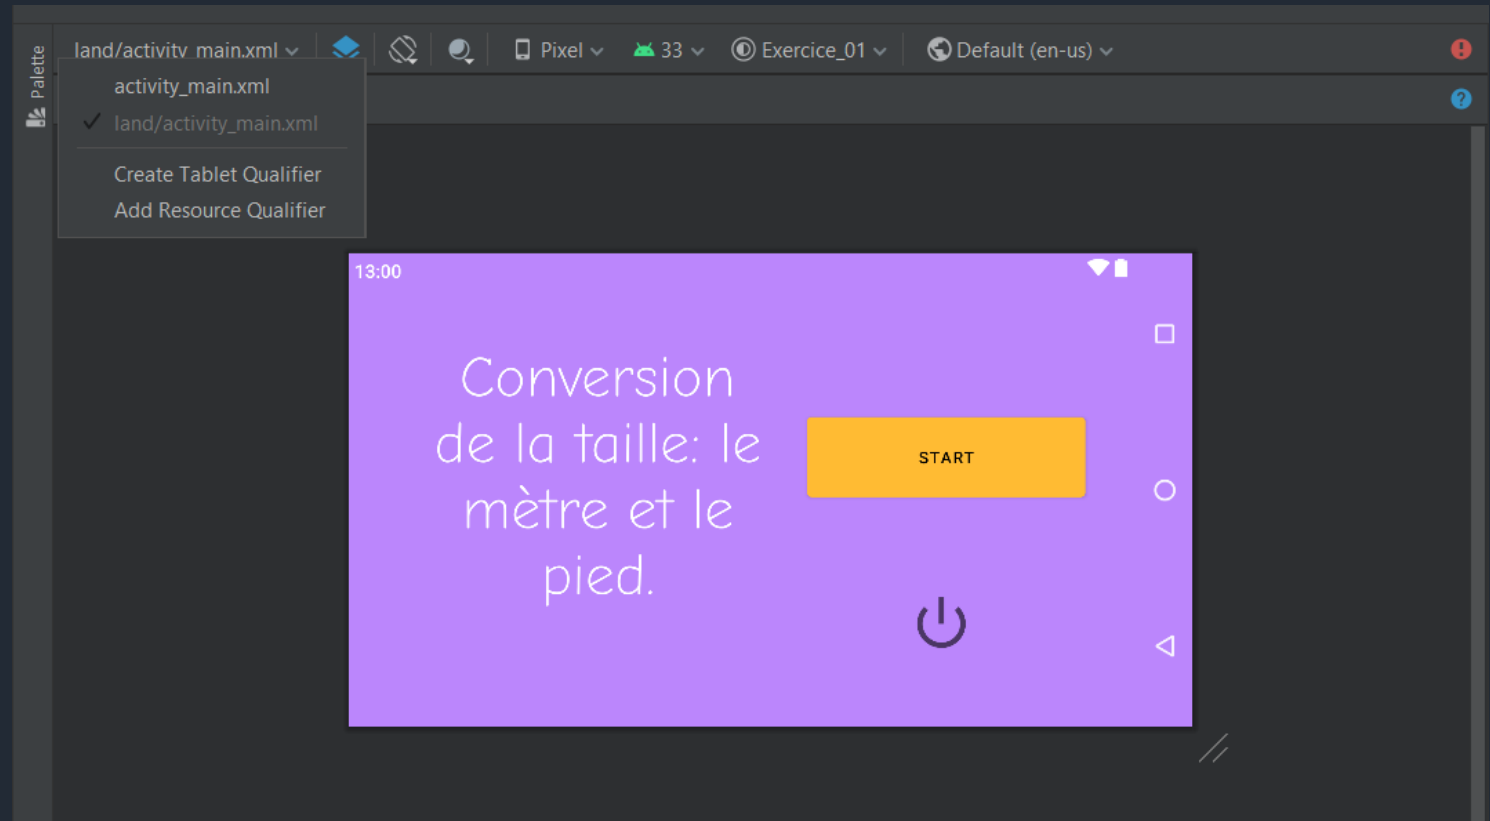 Palette
land/activity_main.xml
Pixel
33
Exercice_01
Default (en-us)
activity_main.xml
land/activity_main.xml
Create Tablet Qualifier
Add Resource Qualifier
13:00
Conversion
de la taille: le
mètre et le
pied.
START